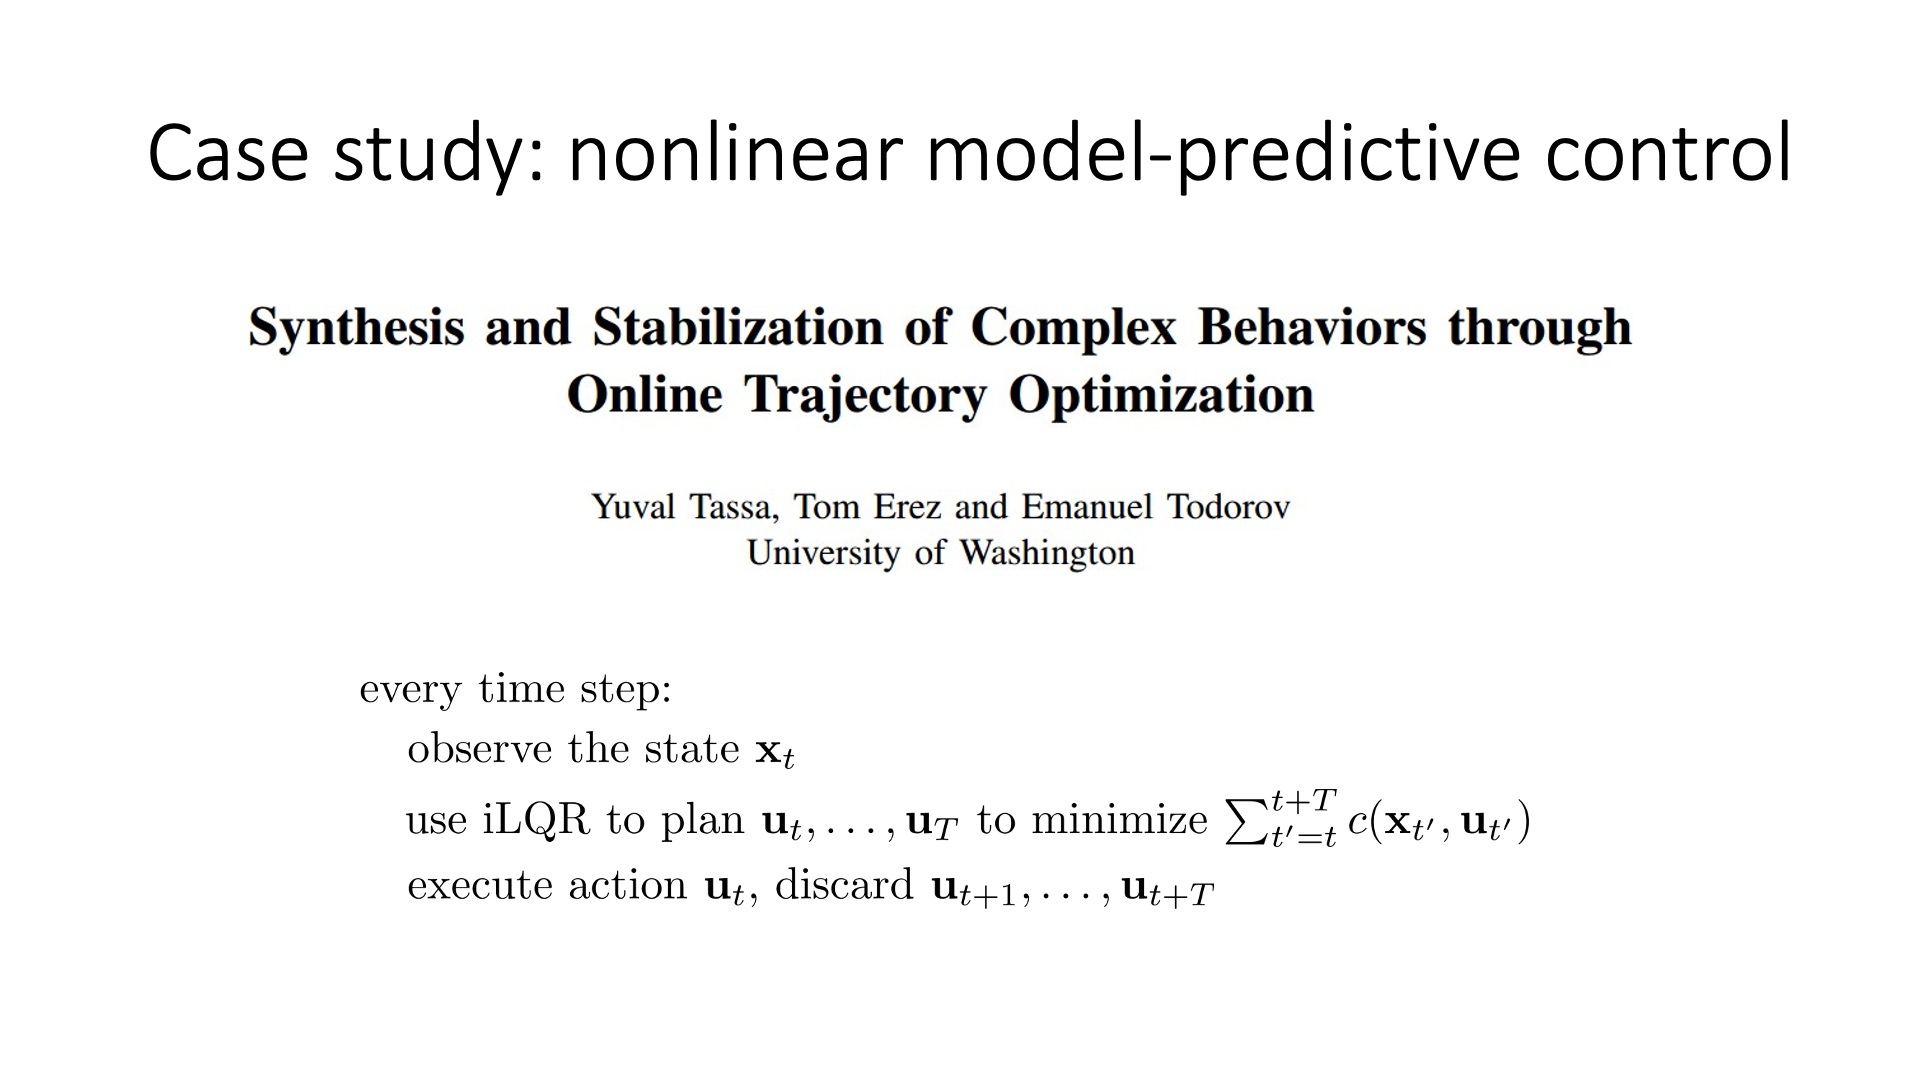 Case study: nonlinear model-predictive control
Synthesis and Stabilization of Complex Behaviors through
Online Trajectory Optimization
Yuval Tassa, Tom Erez and Emanuel Todorov
University of Washington
every time step:
observe the state $\mathbf{x}_t$
use iLQR to plan $\mathbf{u}_t, \ldots, \mathbf{u}_T$ to minimize $\sum_{t'=t}^{t+T} c(\mathbf{x}_{t'}, \mathbf{u}_{t'})$
execute action $\mathbf{u}_t$, discard $\mathbf{u}_{t+1}, \ldots, \mathbf{u}_{t+T}$